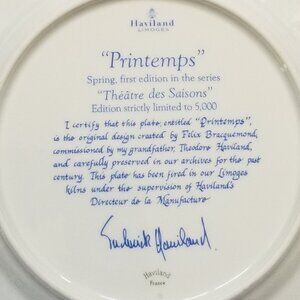 Haviland
LIMOGES
“Printemps”
Spring, first edition in the series
“Théâtre des Saisons”
Edition strictly limited to 5,000
I certify that this plate, entitled “Printemps”,
is the original design created by Felix Bracquemond,
commissioned by my grandfather, Theodore Haviland,
and carefully preserved in our archives for the past
century. This plate has been fired in our Limoges
kilns under the supervision of Haviland's
Directeur de la Manufacture
Frederick Haviland.
Haviland
France